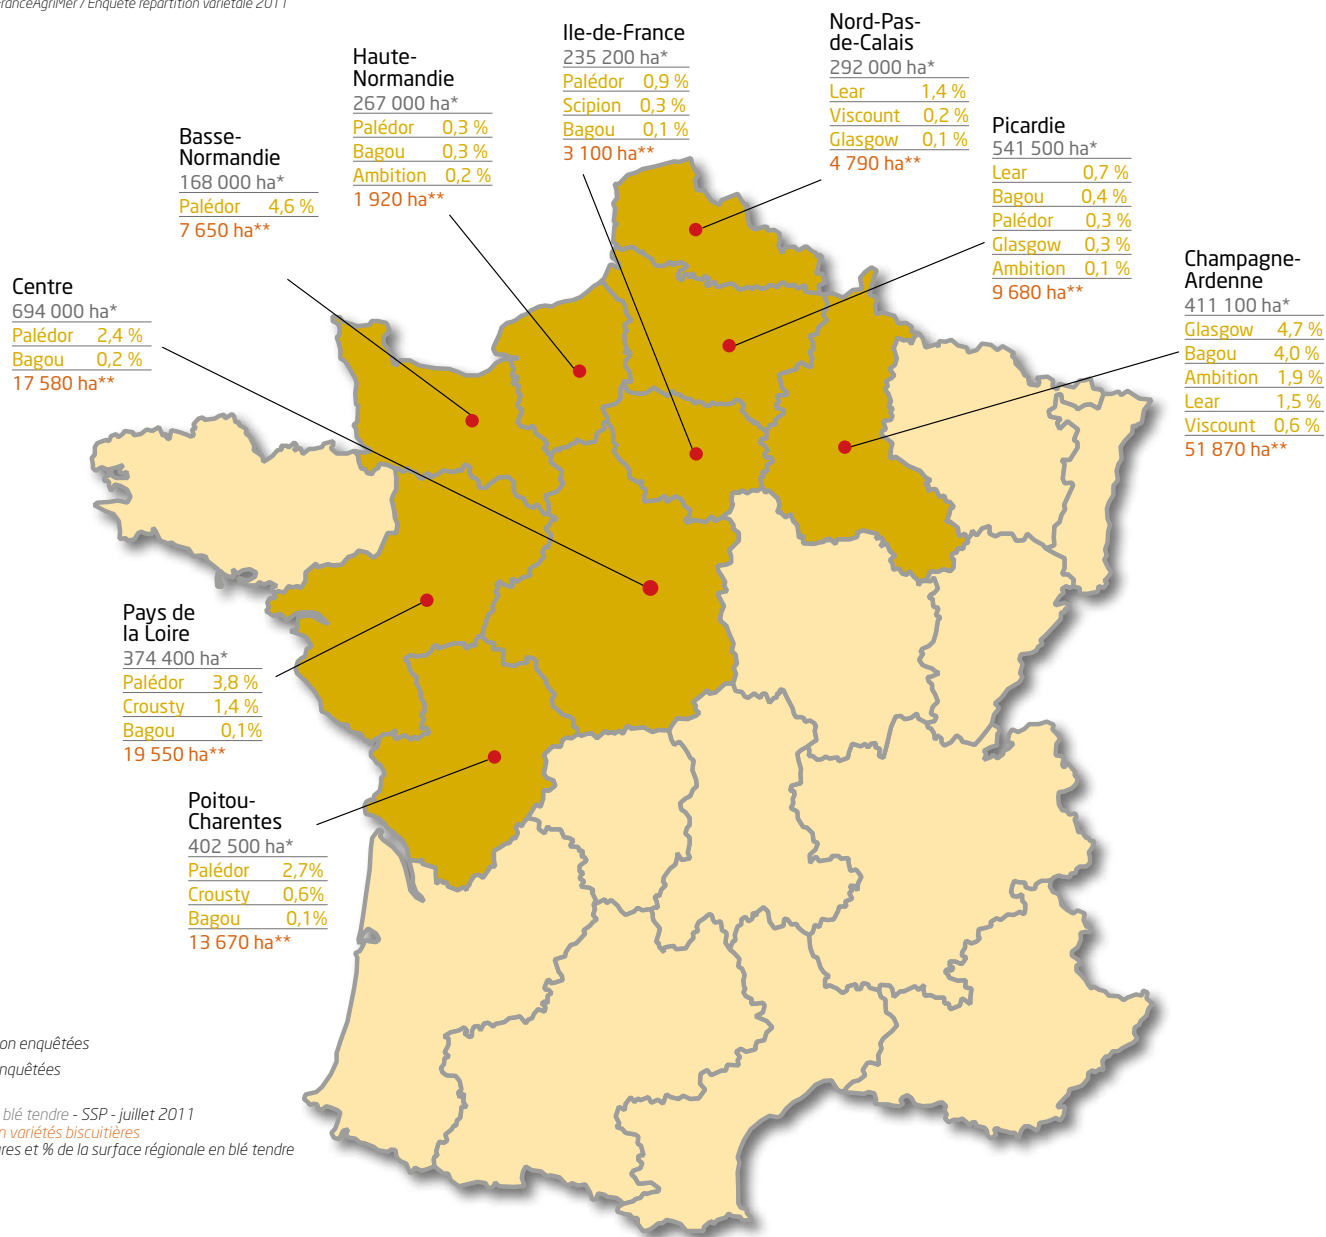 FranceAgriMer / Enquête répartition variétale 2011
Ile-de-France
235 200 ha*
Palédor 0,9 %
Scipion 0,3 %
Bagou 0,1 %
3 100 ha**
Nord-Pas-
de-Calais
292 000 ha*
Lear 1,4 %
Viscount 0,2 %
Glasgow 0,1 %
4 790 ha**
Haute-
Normandie
267 000 ha*
Palédor 0,3 %
Bagou 0,3 %
Ambition 0,2 %
1 920 ha**
Picardie
541 500 ha*
Lear 0,7 %
Bagou 0,4 %
Palédor 0,3 %
Glasgow 0,3 %
Ambition 0,1 %
9 680 ha**
Basse-
Normandie
168 000 ha*
Palédor 4,6 %
7 650 ha**
Champagne-
Ardenne
411 100 ha*
Glasgow 4,7 %
Bagou 4,0 %
Ambition 1,9 %
Lear 1,5 %
Viscount 0,6 %
51 870 ha**
Centre
694 000 ha*
Palédor 2,4 %
Bagou 0,2 %
17 580 ha**
Pays de
la Loire
374 400 ha*
Palédor 3,8 %
Crousty 1,4 %
Bagou 0,1%
19 550 ha**
Poitou-
Charentes
402 500 ha*
Palédor 2,7%
Crousty 0,6%
Bagou 0,1%
13 670 ha**
on enquêtées
nquêtées
blé tendre - SSP - juillet 2011
n variétés biscuitières
res et % de la surface régionale en blé tendre